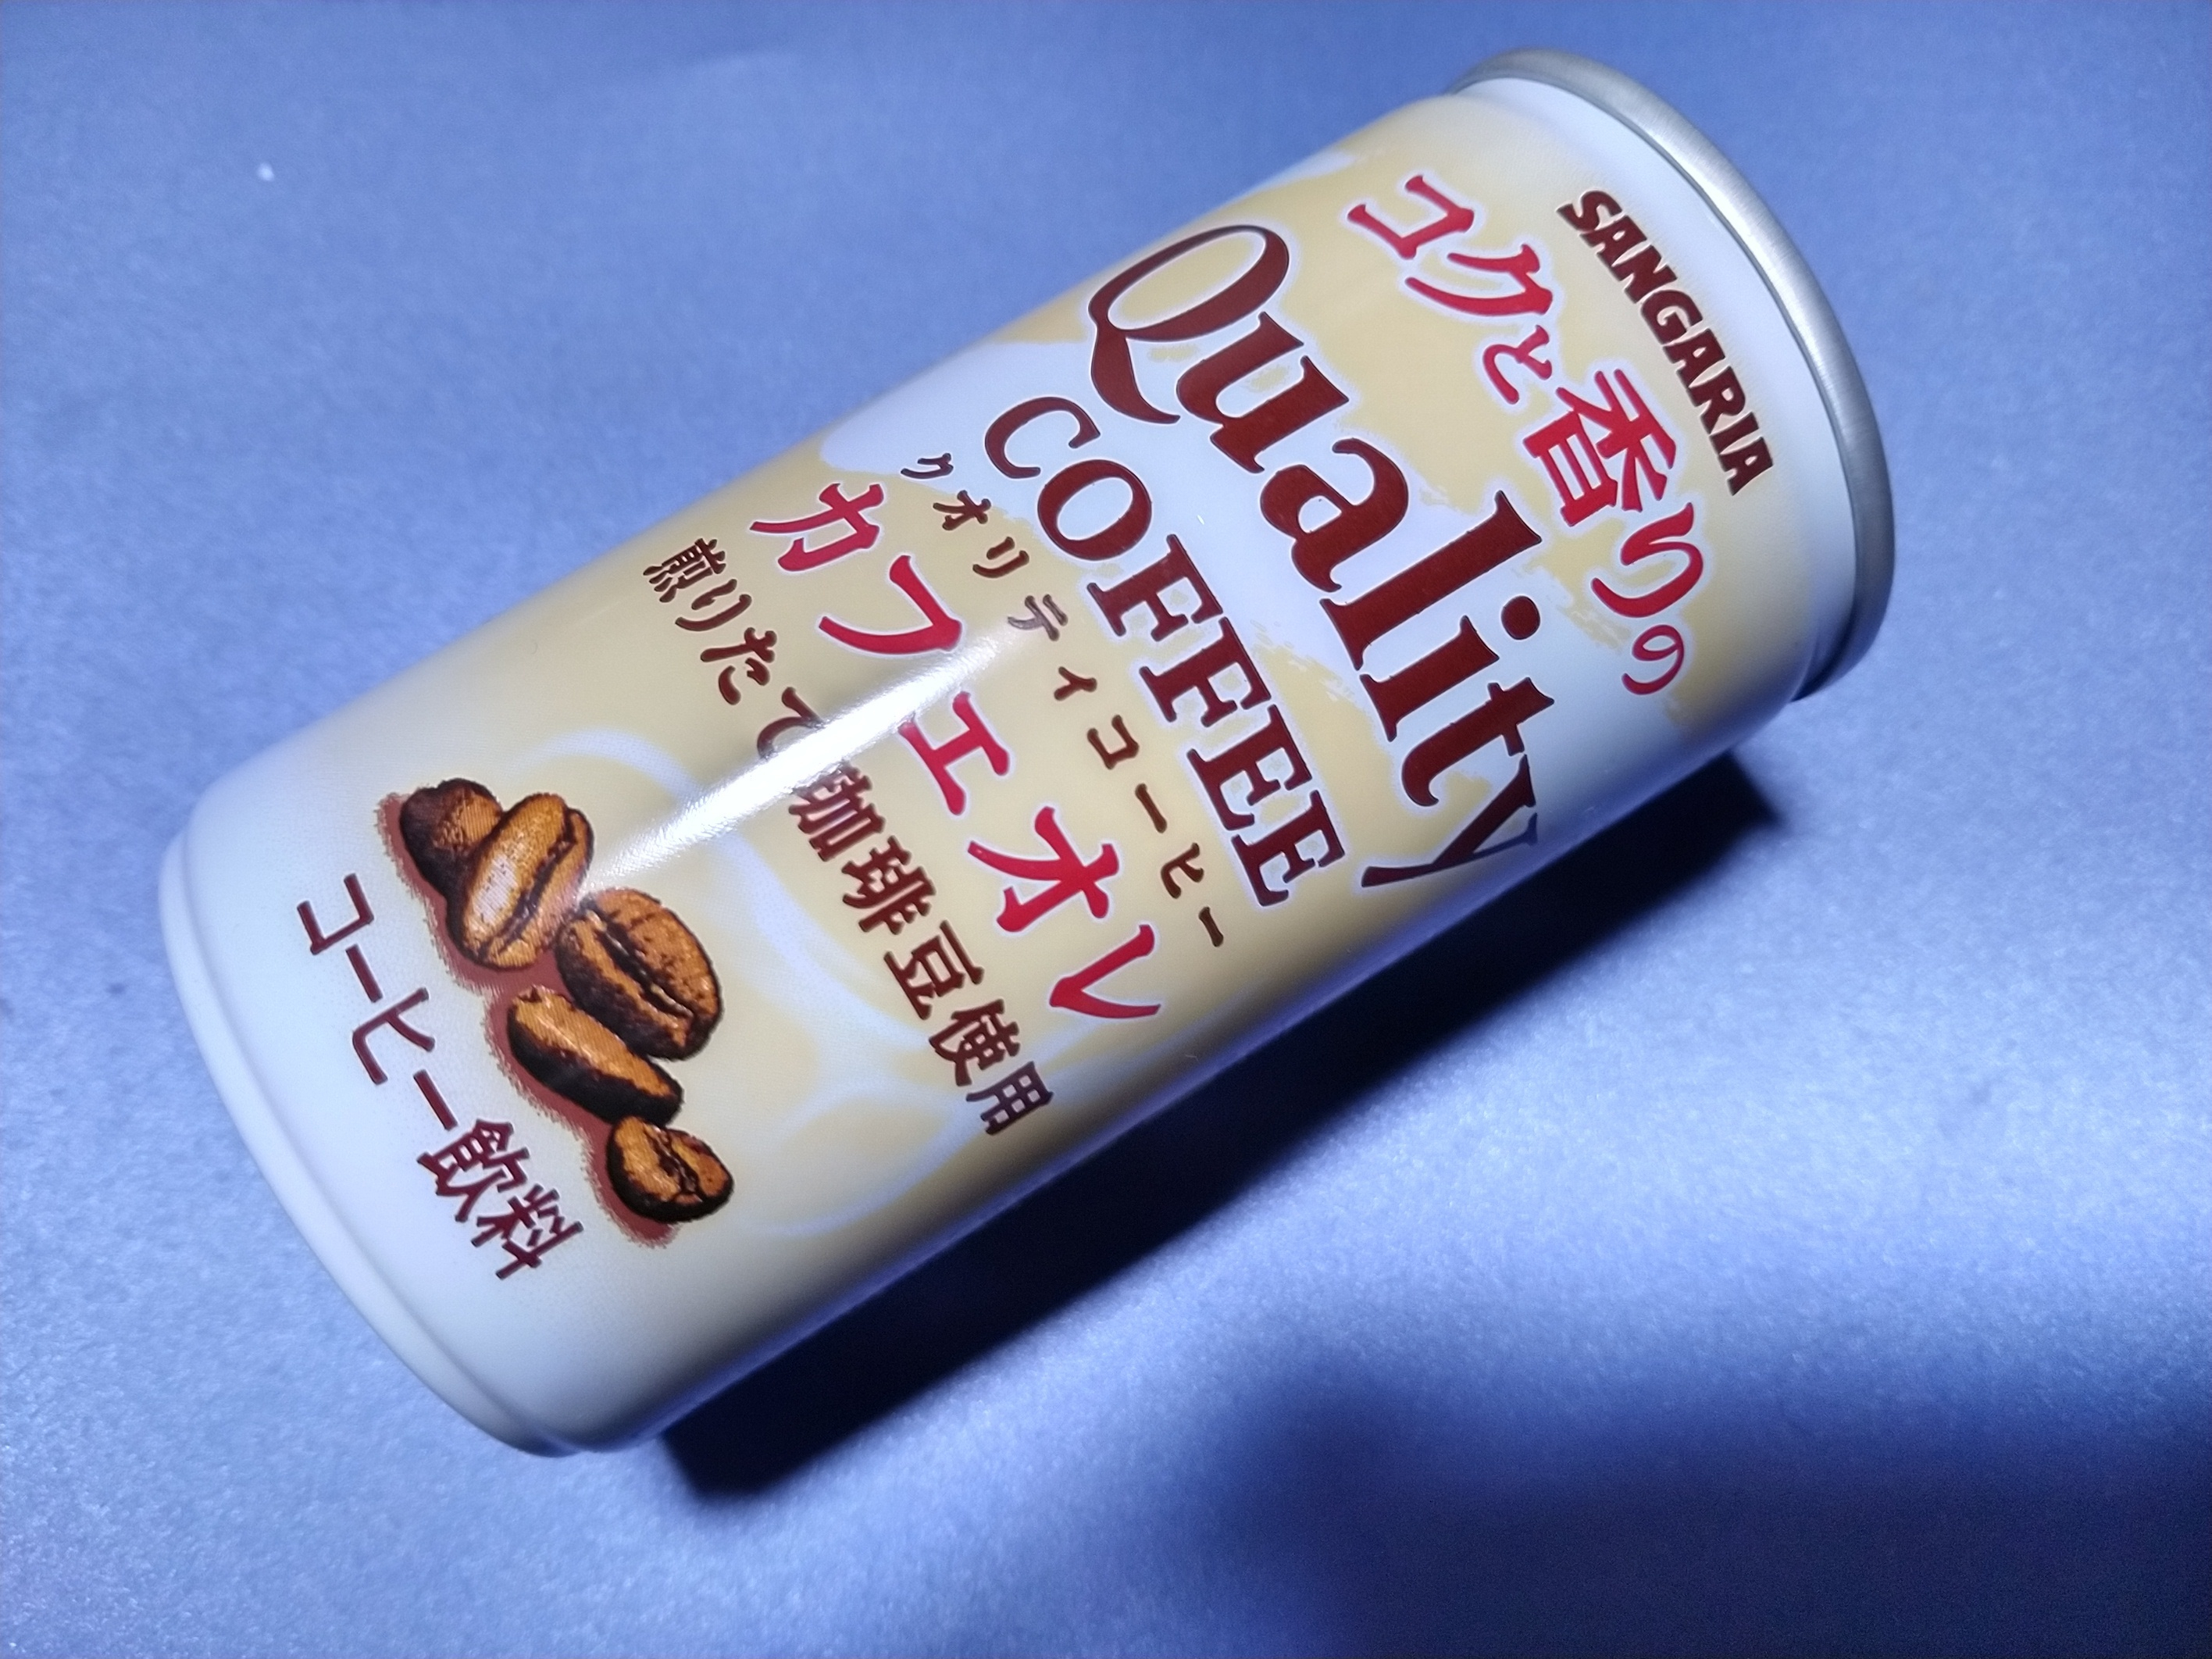 SANGARIA
コクと香りの
Quality
COFFEE
クオリティコーヒー
カフェオレ
煎りたて珈琲豆使用
コーヒー飲料